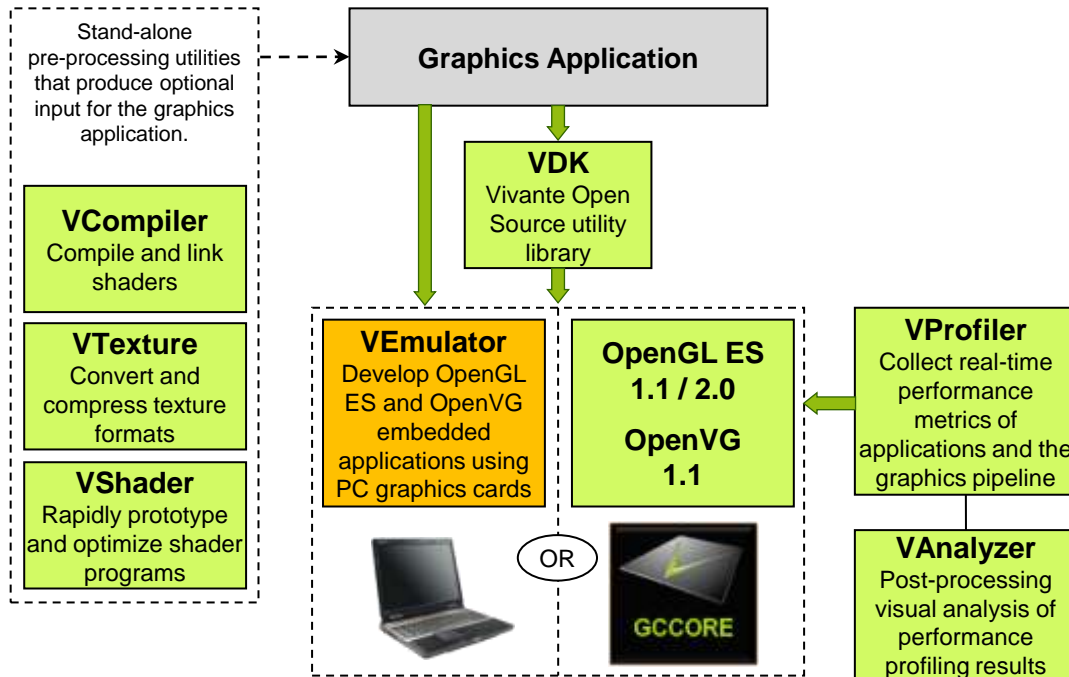 Stand-alone
pre-processing utilities
that produce optional
input for the graphics
application.
Graphics Application
VDK
Vivante Open
Source utility
library
VCompiler
Compile and link
shaders
VTexture
Convert and
compress texture
formats
VShader
Rapidly prototype
and optimize shader
programs
VEmulator
Develop OpenGL
ES and OpenVG
embedded
applications using
PC graphics cards
OpenGL ES
1.1 / 2.0
OpenVG
1.1
OR
GCCORE
VProfiler
Collect real-time
performance
metrics of
applications and the
graphics pipeline
VAnalyzer
Post-processing
visual analysis of
performance
profiling results